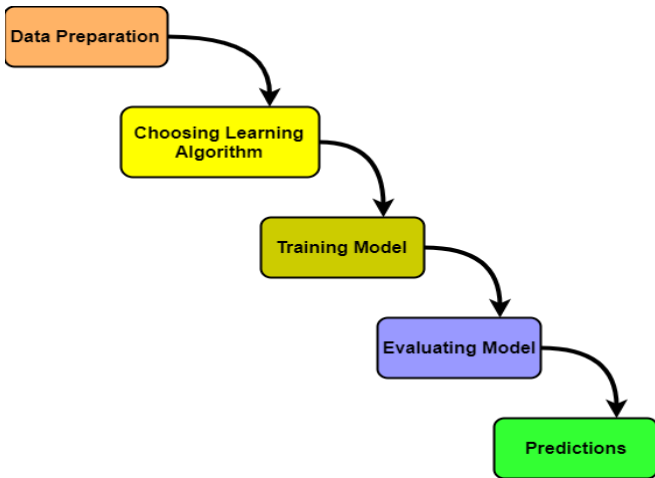 Data Preparation
Choosing Learning
Algorithm
Training Model
Evaluating Model
Predictions